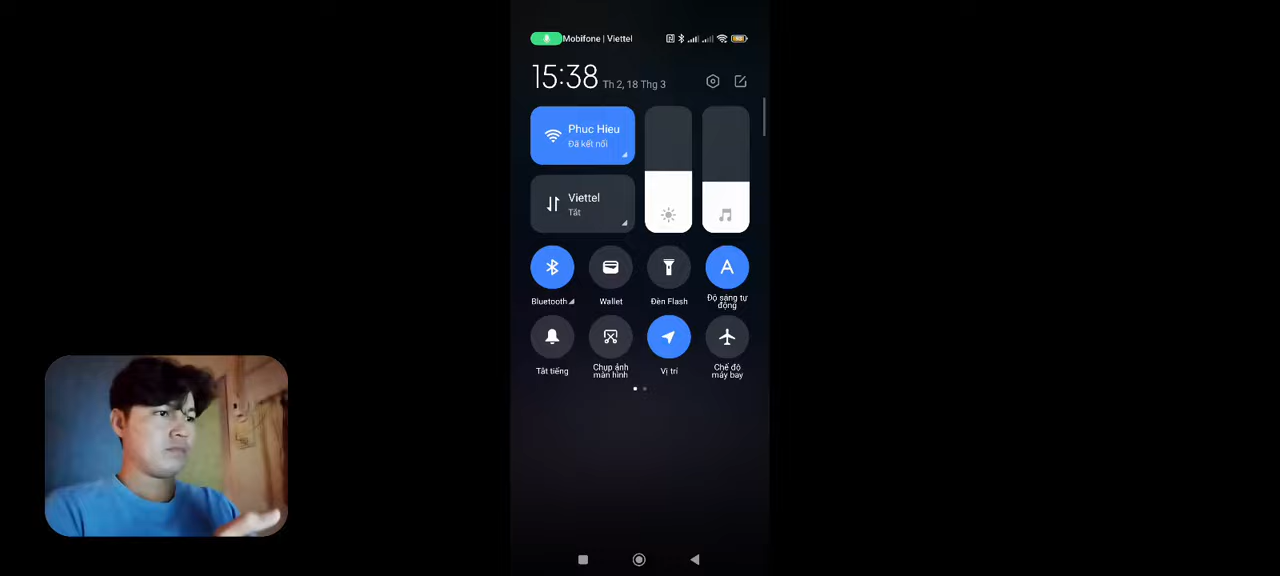 Mobifone | Viettel
15:38 Th 2, 18 Thg 3
Phuc Hieu
Đã kết nối
Viettel
Tắt
Bluetooth
Wallet
Đèn Flash
Độ sáng tự
động
Tắt tiếng
Chụp ảnh
màn hình
Vị trí
Chế độ
máy bay